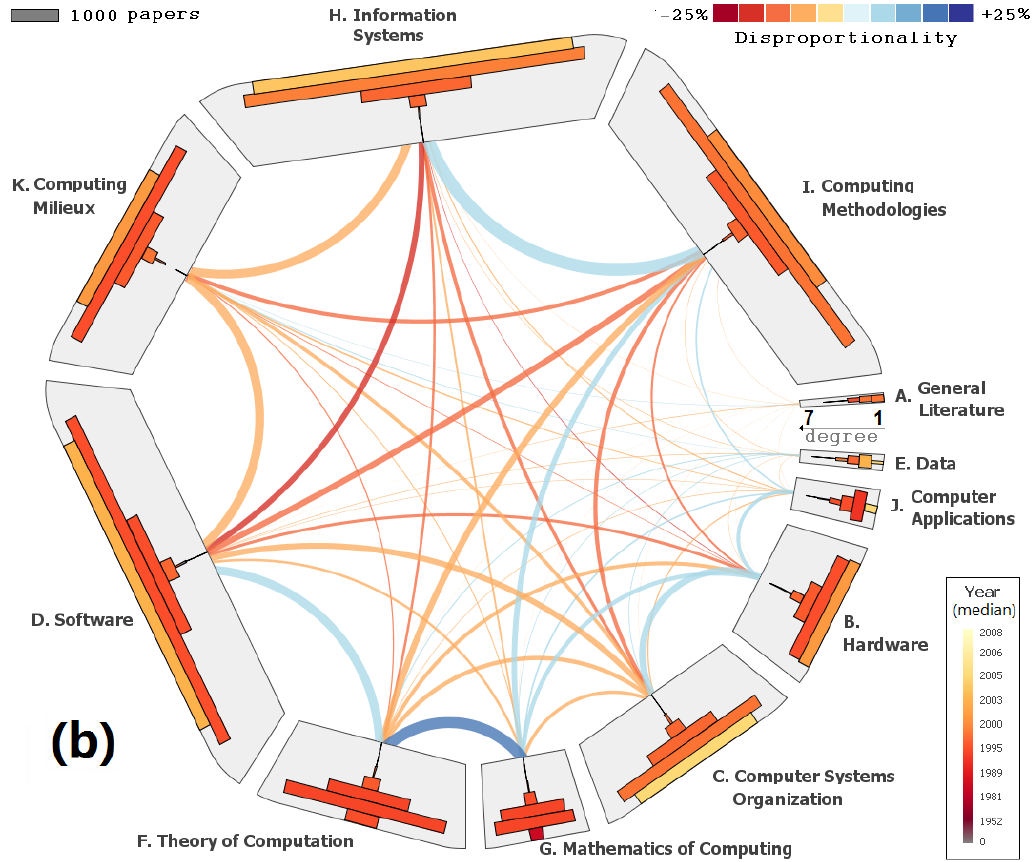 1000 papers
H. Information
Systems
-25%
+25%
Disproportionality
K. Computing
Milieux
I. Computing
Methodologies
A. General
Literature
7 1
degree
E. Data
J. Computer
Applications
B.
Hardware
Year
(median)
2008
2006
2005
2003
2000
1995
1989
1981
1952
0
D. Software
(b)
C. Computer Systems
Organization
F. Theory of Computation
G. Mathematics of Computing